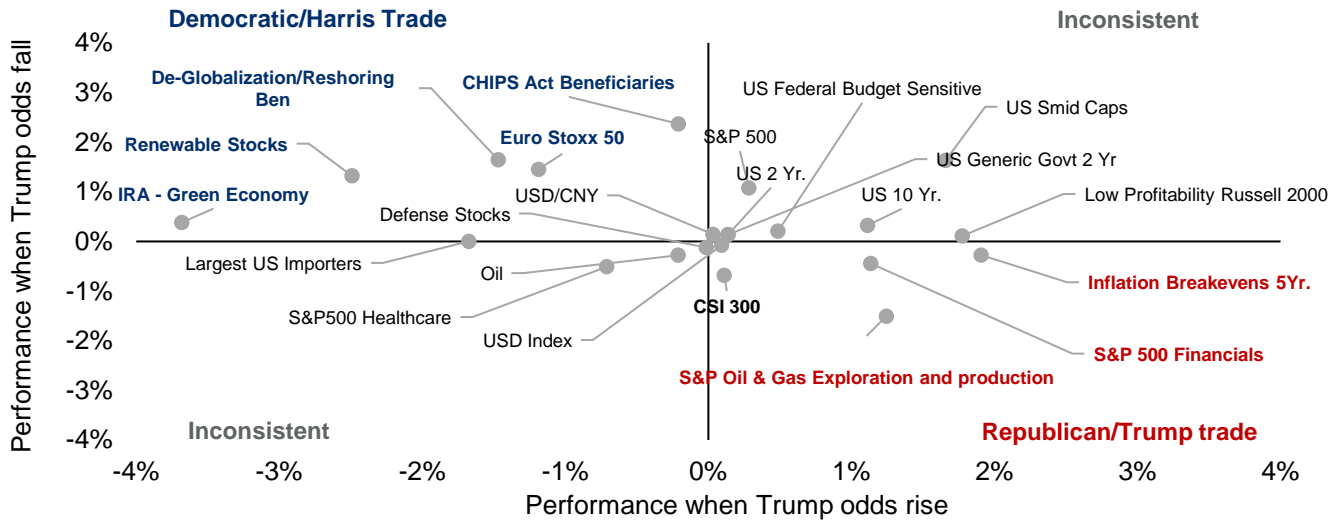 Democratic/Harris Trade
Inconsistent
Performance when Trump odds fall
4%
3%
2%
1%
0%
-1%
-2%
-3%
-4%
De-Globalization/Reshoring
Ben
CHIPS Act Beneficiaries
US Federal Budget Sensitive
US Smid Caps
Renewable Stocks
Euro Stoxx 50
S&P 500
US Generic Govt 2 Yr
US 2 Yr.
IRA - Green Economy
USD/CNY
US 10 Yr.
Low Profitability Russell 2000
Defense Stocks
Largest US Importers
Oil
Inflation Breakevens 5Yr.
S&P500 Healthcare
CSI 300
USD Index
S&P 500 Financials
S&P Oil & Gas Exploration and production
Inconsistent
Republican/Trump trade
-4%
-3%
-2%
-1%
0%
1%
2%
3%
4%
Performance when Trump odds rise